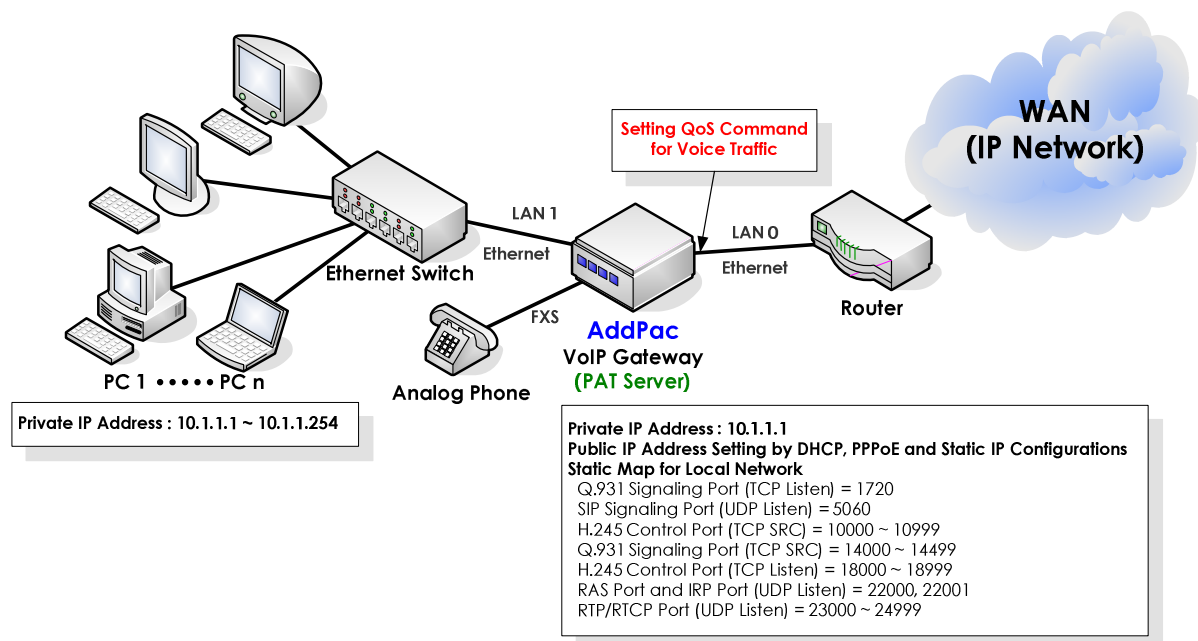 WAN
(IP Network)
Setting QoS Command
for Voice Traffic
LAN 1
Ethernet
LAN 0
Ethernet
Ethernet Switch
Router
FXS
AddPac
VoIP Gateway
(PAT Server)
PC 1 • • • • • PC n
Analog Phone
Private IP Address : 10.1.1.1 ~ 10.1.1.254
Private IP Address : 10.1.1.1
Public IP Address Setting by DHCP, PPPoE and Static IP Configurations
Static Map for Local Network
Q.931 Signaling Port (TCP Listen) = 1720
SIP Signaling Port (UDP Listen) = 5060
H.245 Control Port (TCP SRC) = 10000 ~ 10999
Q.931 Signaling Port (TCP SRC) = 14000 ~ 14499
H.245 Control Port (TCP Listen) = 18000 ~ 18999
RAS Port and IRP Port (UDP Listen) = 22000, 22001
RTP/RTCP Port (UDP Listen) = 23000 ~ 24999